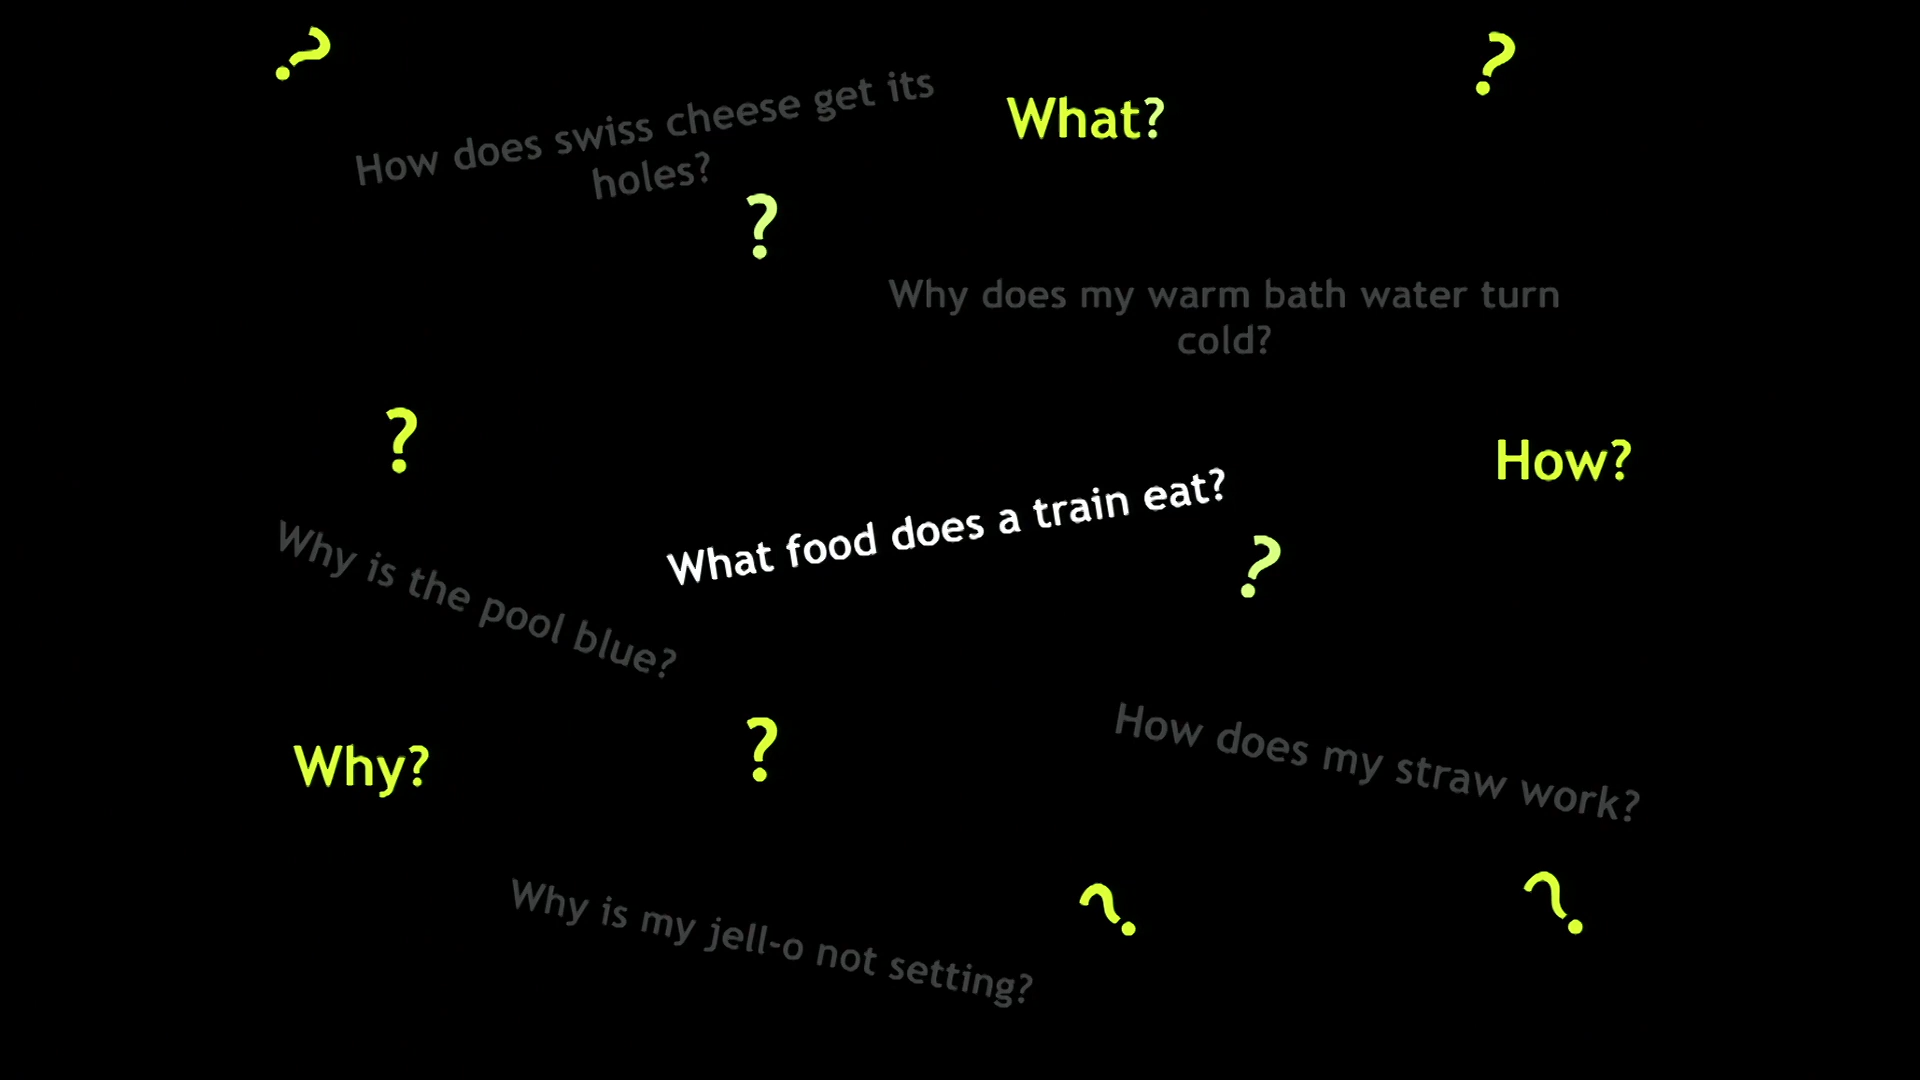 ?
?
How does swiss cheese get its
holes?
What?
?
Why does my warm bath water turn
cold?
?
How?
What food does a train eat?
?
Why is the pool blue?
Why?
?
How does my straw work?
?
?
Why is my jell-o not setting?